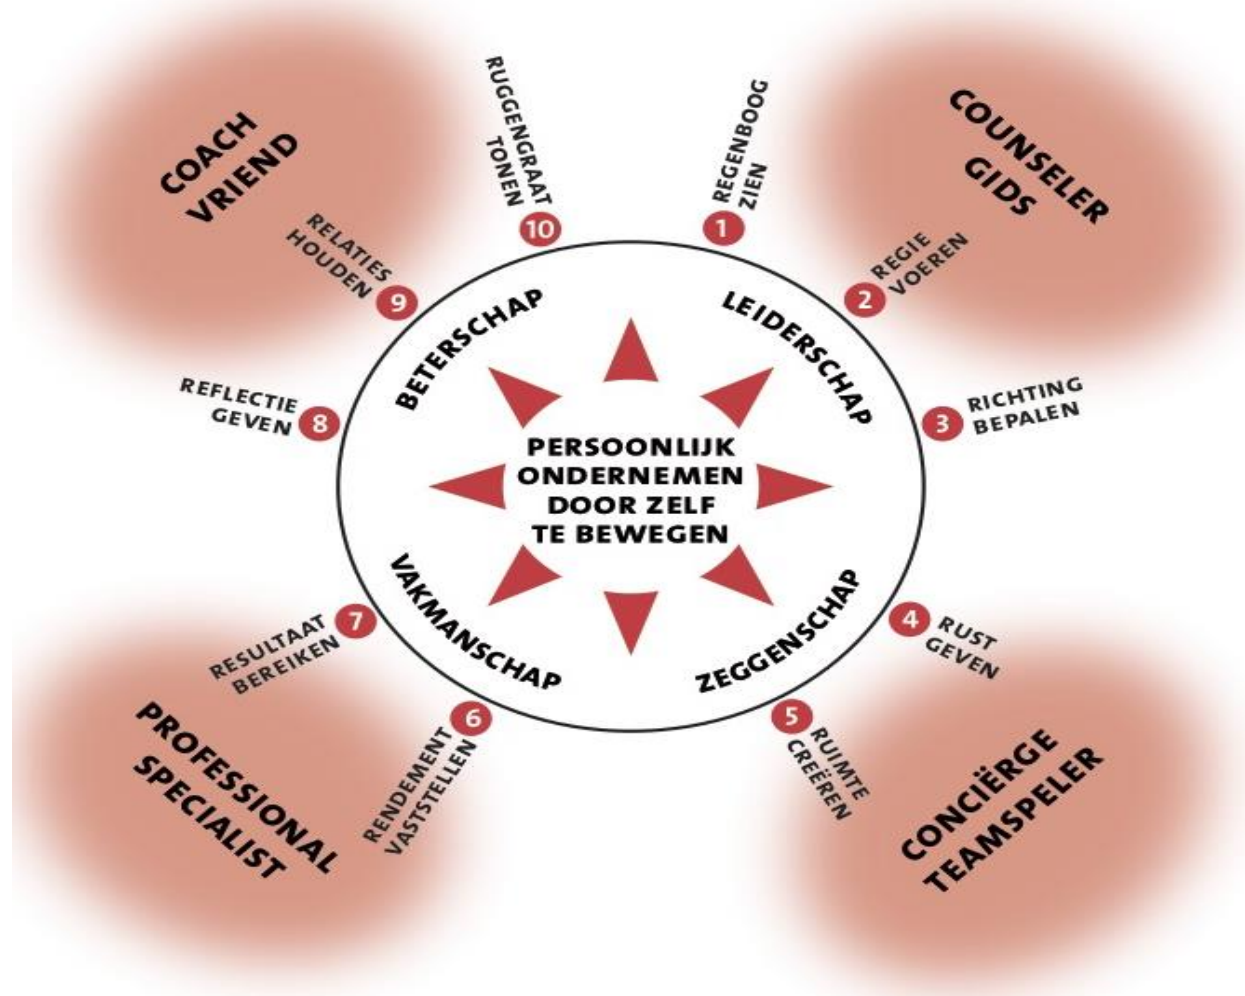 COACH
VRIEND
COUNSELER
GIDS
RUGGENGRAAT
TONEN
10
REGENBOOG
ZIEN
1
REGIE
VOEREN
2
RICHTING
BEPALEN
3
RUST
GEVEN
4
RUIMTE
CREËREN
5
RENDEMENT
VASTSTELLEN
6
RESULTAAT
BEREIKEN
7
REFLECTIE
GEVEN
8
RELATIES
HOUDEN
9
BETERSCHAP
LEIDERSCHAP
PERSOONLIJK
ONDERNEMEN
DOOR ZELF
TE BEWEGEN
VAKMANSCHAP
ZEGGENSCHAP
PROFESSIONAL
SPECIALIST
CONCIËRGE
TEAMSPELER